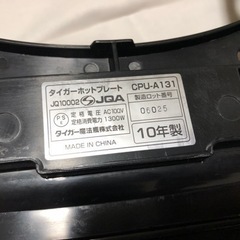 タイガーホットプレート CPU-A131
JQ10002 JQA 製造ロット番号
PSE 定格電圧 AC100V 06025
定格消費電力 1300W
タイガー魔法瓶株式会社 10年製
MADE IN CHINA